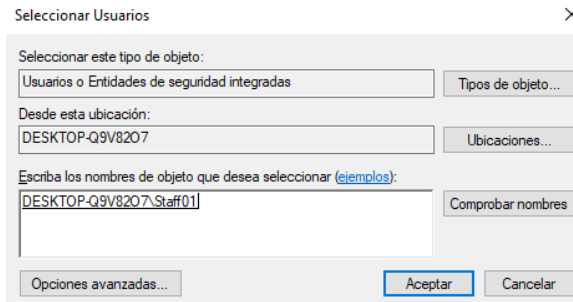 Seleccionar Usuarios
Seleccionar este tipo de objeto:
Usuarios o Entidades de seguridad integradas
Tipos de objeto...
Desde esta ubicación:
DESKTOP-Q9V82O7
Ubicaciones...
Escriba los nombres de objeto que desea seleccionar (ejemplos):
DESKTOP-Q9V82O7\Staff01
Comprobar nombres
Opciones avanzadas...
Aceptar
Cancelar